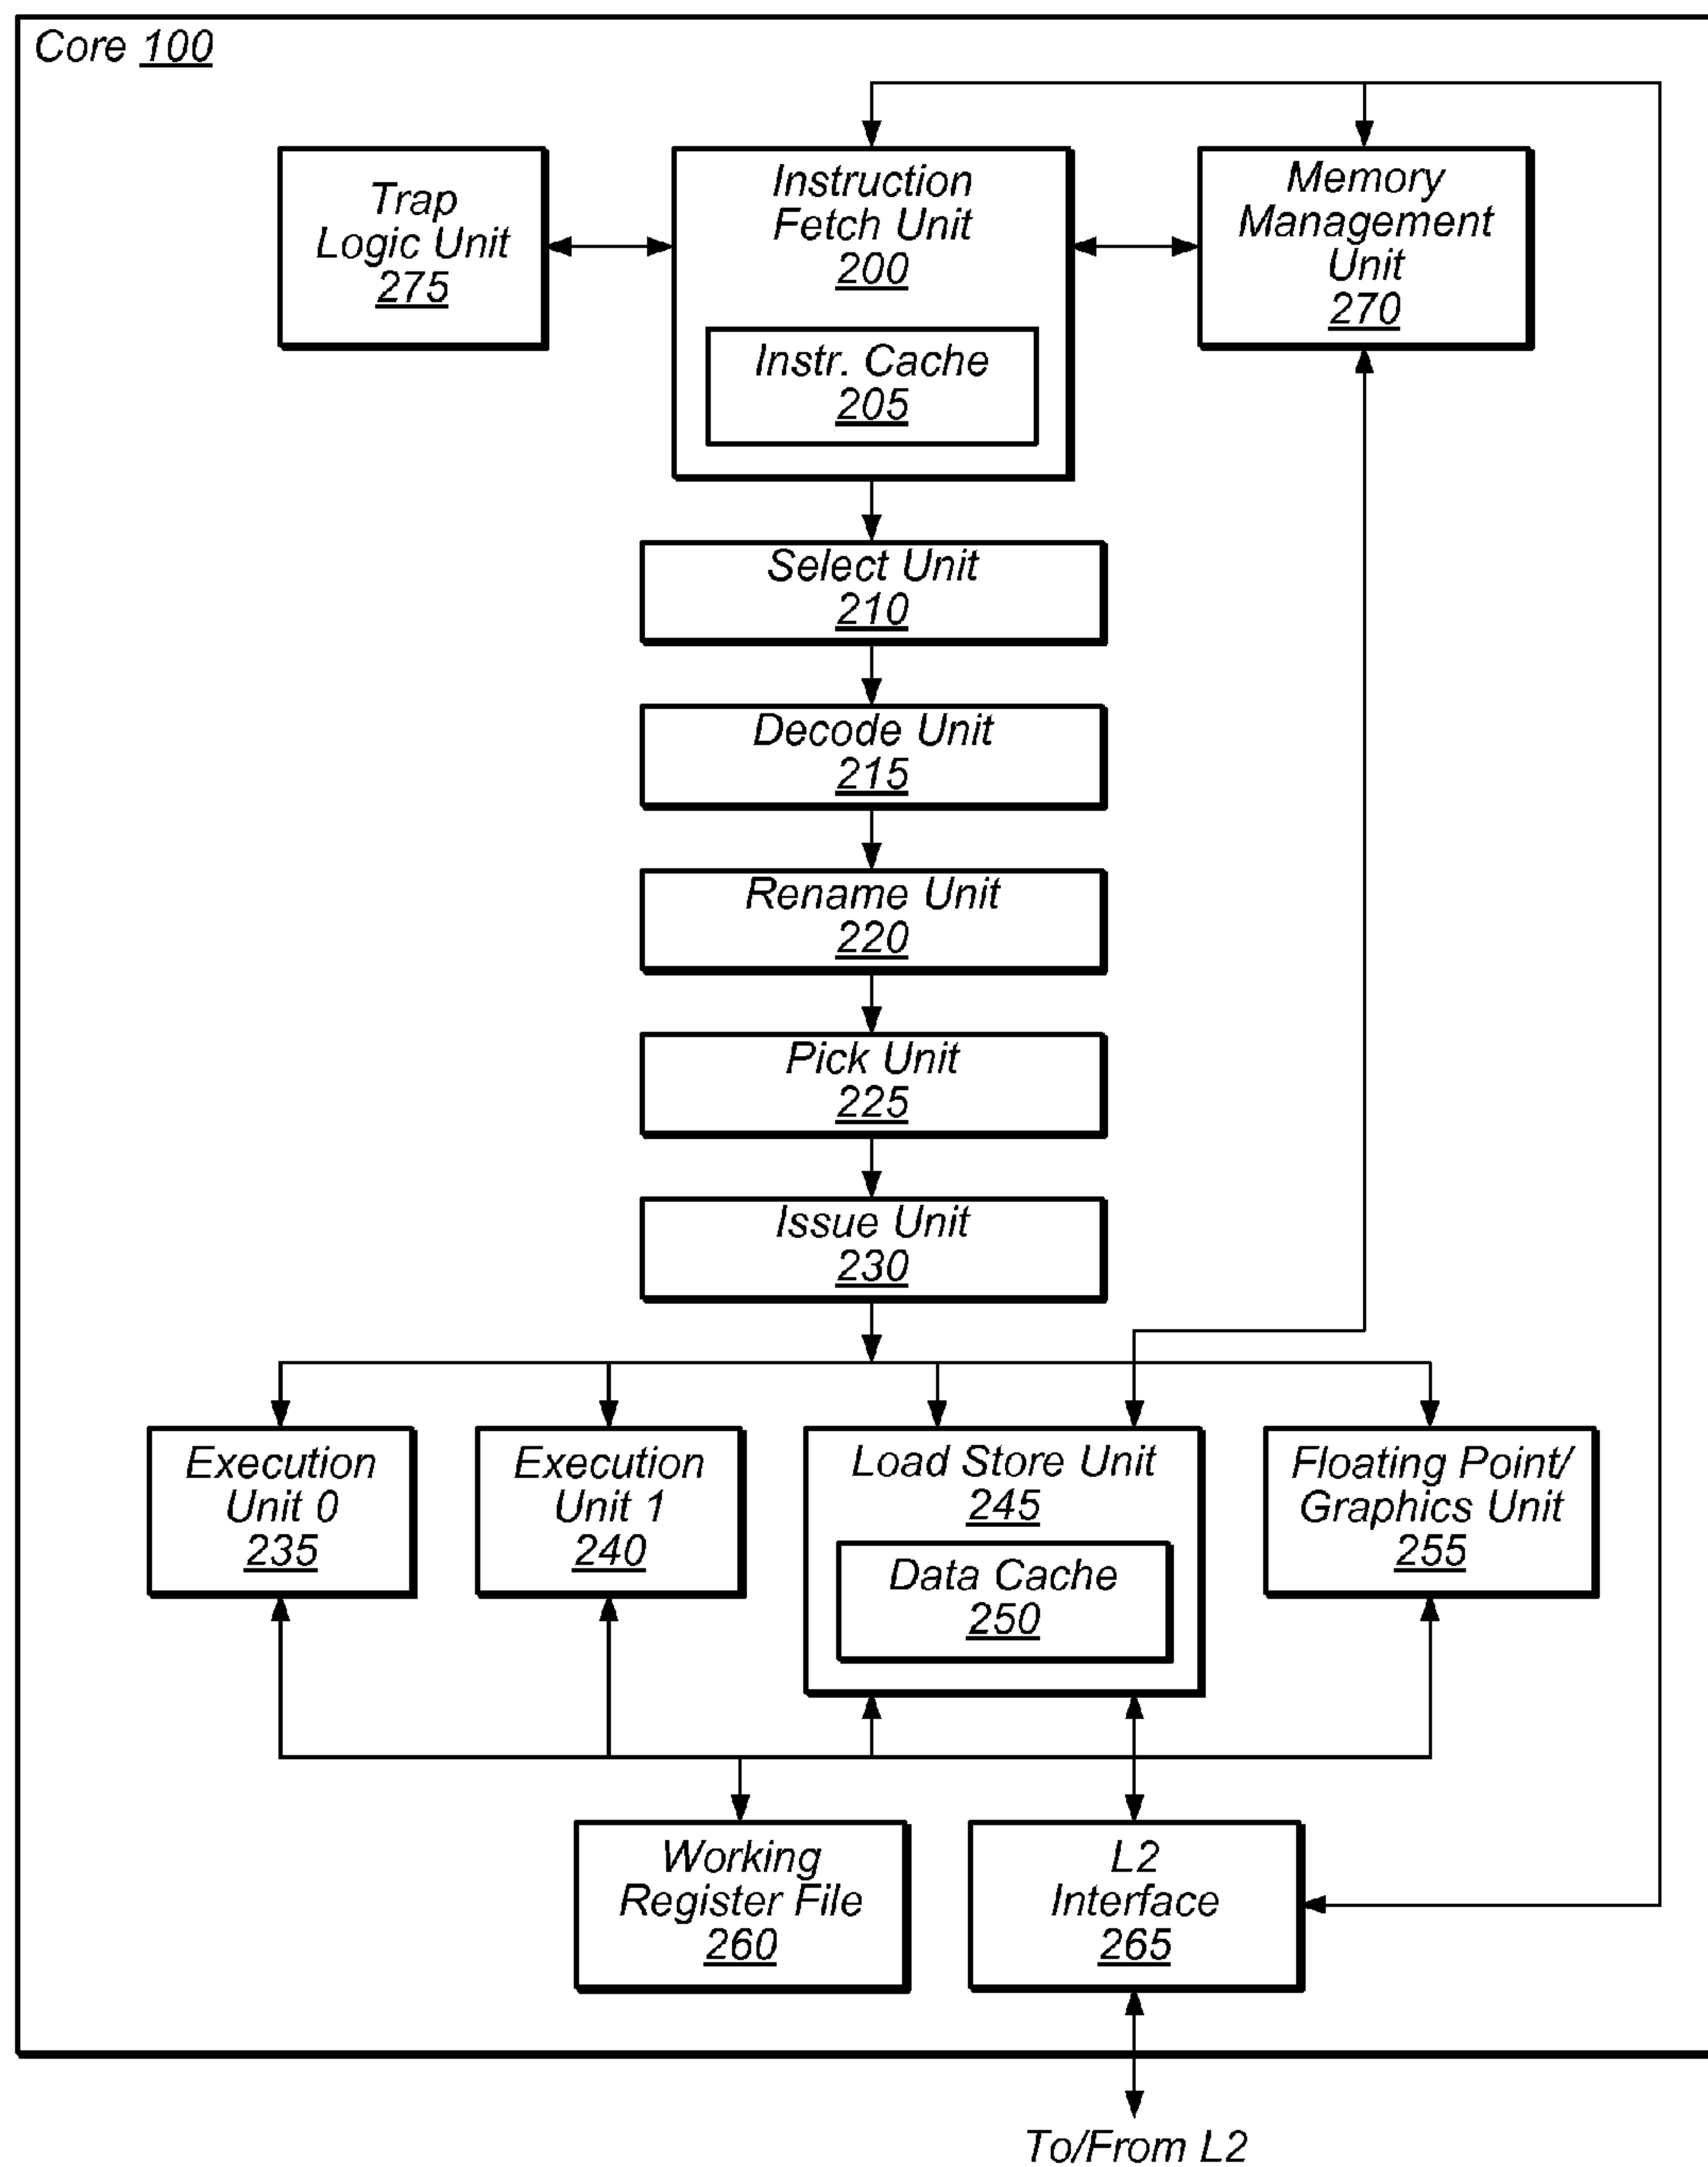 Core 100
Trap
Logic Unit
275
Instruction
Fetch Unit
200
Instr. Cache
205
Memory
Management
Unit
270
Select Unit
210
Decode Unit
215
Rename Unit
220
Pick Unit
225
Issue Unit
230
Execution
Unit 0
235
Execution
Unit 1
240
Load Store Unit
245
Data Cache
250
Floating Point/
Graphics Unit
255
Working
Register File
260
L2
Interface
265
To/From L2